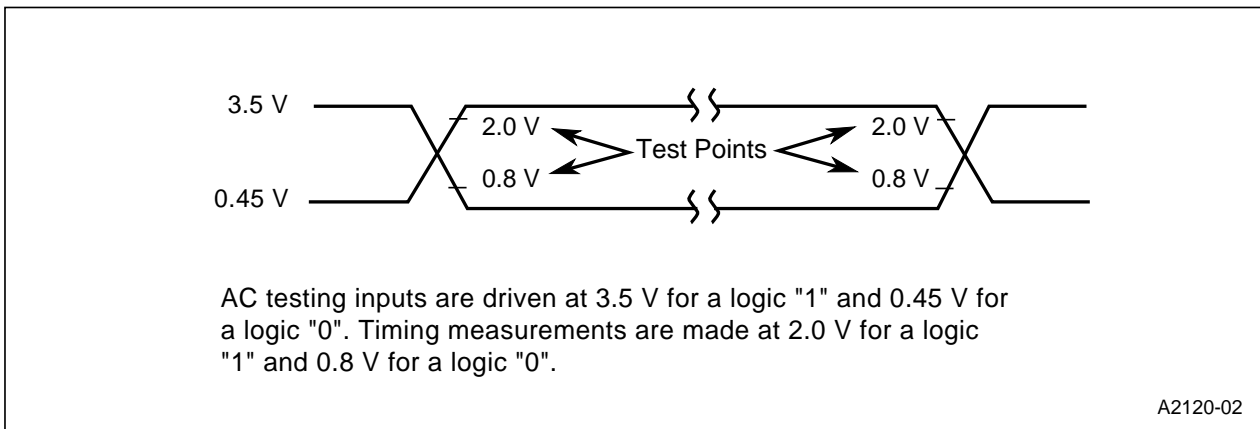 3.5 V
2.0 V
2.0 V
Test Points
0.8 V
0.8 V
0.45 V
AC testing inputs are driven at 3.5 V for a logic "1" and 0.45 V for
a logic "0". Timing measurements are made at 2.0 V for a logic
"1" and 0.8 V for a logic "0".
A2120-02